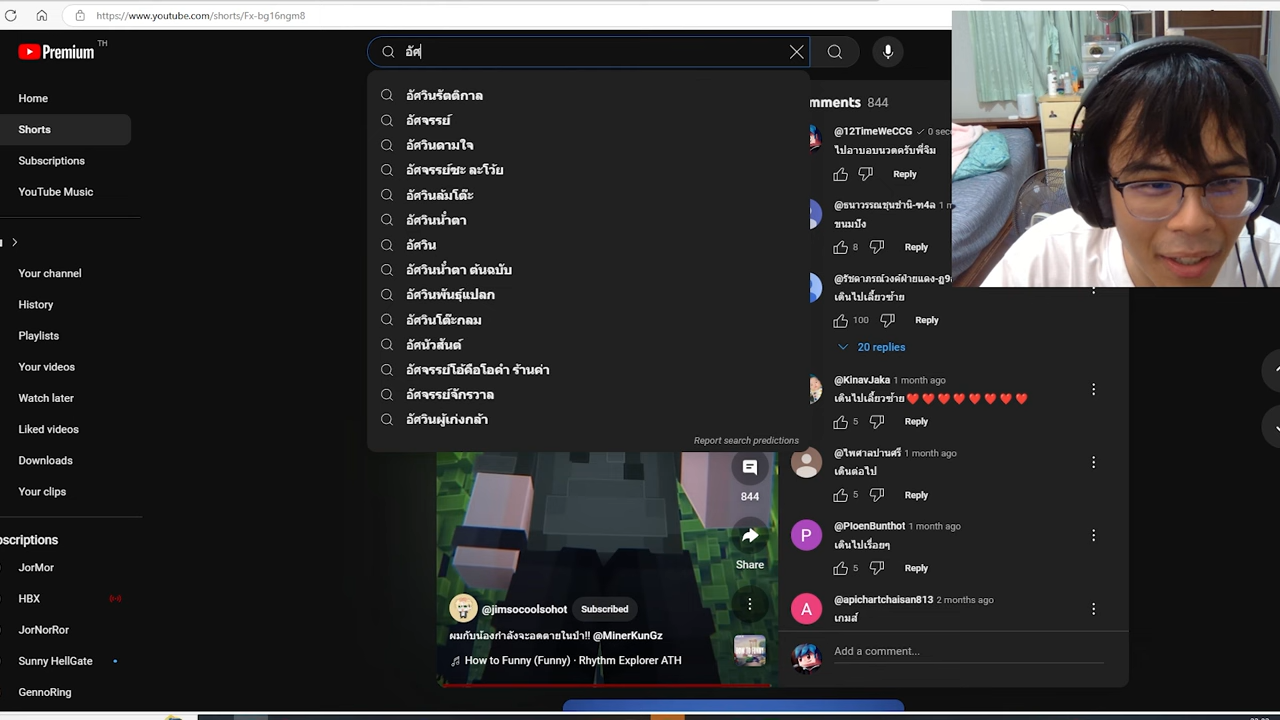 https://www.youtube.com/shorts/Fx-bg16ngm8
Premium TH
อัศ
Home
Shorts
Subscriptions
YouTube Music
Your channel
History
Playlists
Your videos
Watch later
Liked videos
Downloads
Your clips
bscriptions
JorMor
HBX
JorNorRor
Sunny HellGate
GennoRing
อัศวินรัตติกาล
อัศจรรย์
อัศวินตามใจ
อัศจรรย์ซะ ละโว้ย
อัศวินล้มโต๊ะ
อัศวินน้ำตา
อัศวิน
อัศวินน้ำตา ต้นฉบับ
อัศวินพันธุ์แปลก
อัศวินโต๊ะกลม
อัศนัวสันต์
อัศจรรย์โอ้คือโอคำ ร้านค่า
อัศจรรย์จักรวาล
อัศวินผู้เก่งกล้า
Report search predictions
844
Share
@jimsocoolsohot Subscribed
ผมกับน้องกำลังจะอดตายในป่า!! @MinerKunGz
How to Funny (Funny) · Rhythm Explorer ATH
mments 844
@12TimeWeCCG 0 sec
ไปอาบอบนวดครับพี่จิม
Reply
ขนมปัง
8 Reply
เดินไปเลี้ยวซ้าย
100 Reply
20 replies
@KinavJaka 1 month ago
เดินไปเลี้ยวซ้าย❤❤❤❤❤❤❤❤
5 Reply
@ไพศาลปานศรี 1 month ago
เดินต่อไป
5 Reply
P
@PloenBunthot 1 month ago
เดินไปเรื่อยๆ
5 Reply
A
@apichartchaisan813 2 months ago
เกมส์
Add a comment...